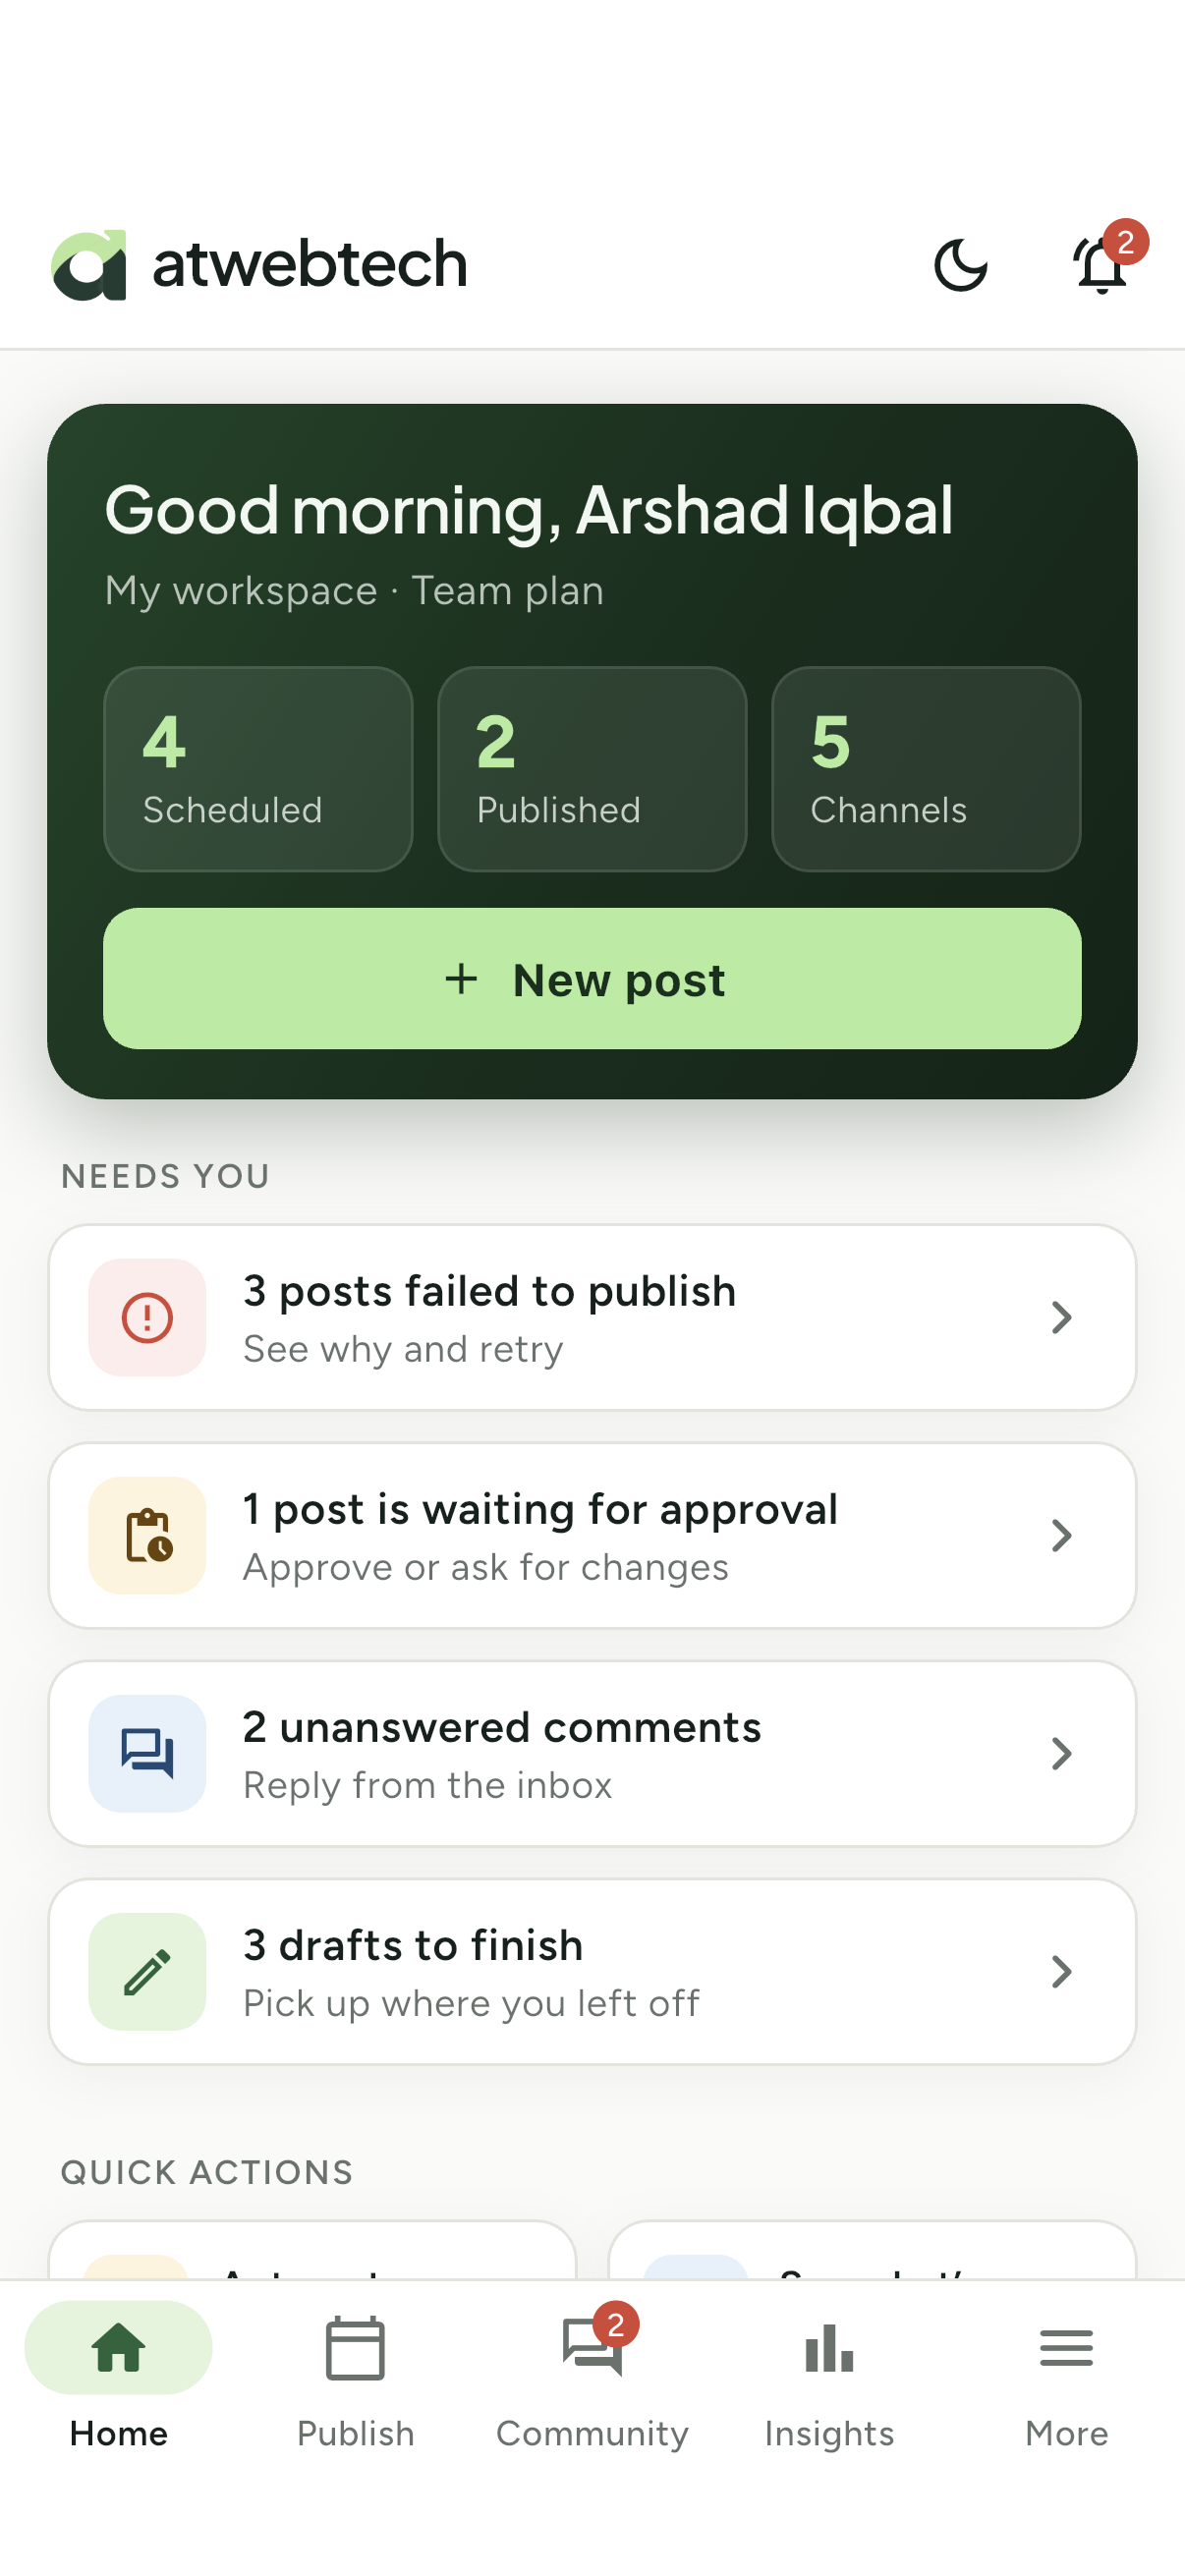 atwebtech
2
Good morning, Arshad Iqbal
My workspace · Team plan
4
Scheduled
2
Published
5
Channels
+ New post
NEEDS YOU
3 posts failed to publish
See why and retry
1 post is waiting for approval
Approve or ask for changes
2 unanswered comments
Reply from the inbox
3 drafts to finish
Pick up where you left off
QUICK ACTIONS
2
Home
Publish
Community
Insights
More